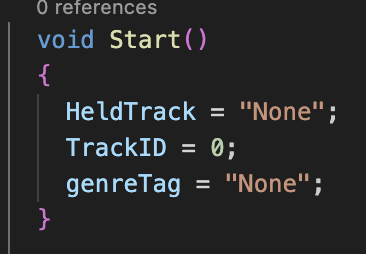 0 references
void Start()
{
HeldTrack = "None";
TrackID = 0;
genreTag = "None";
}